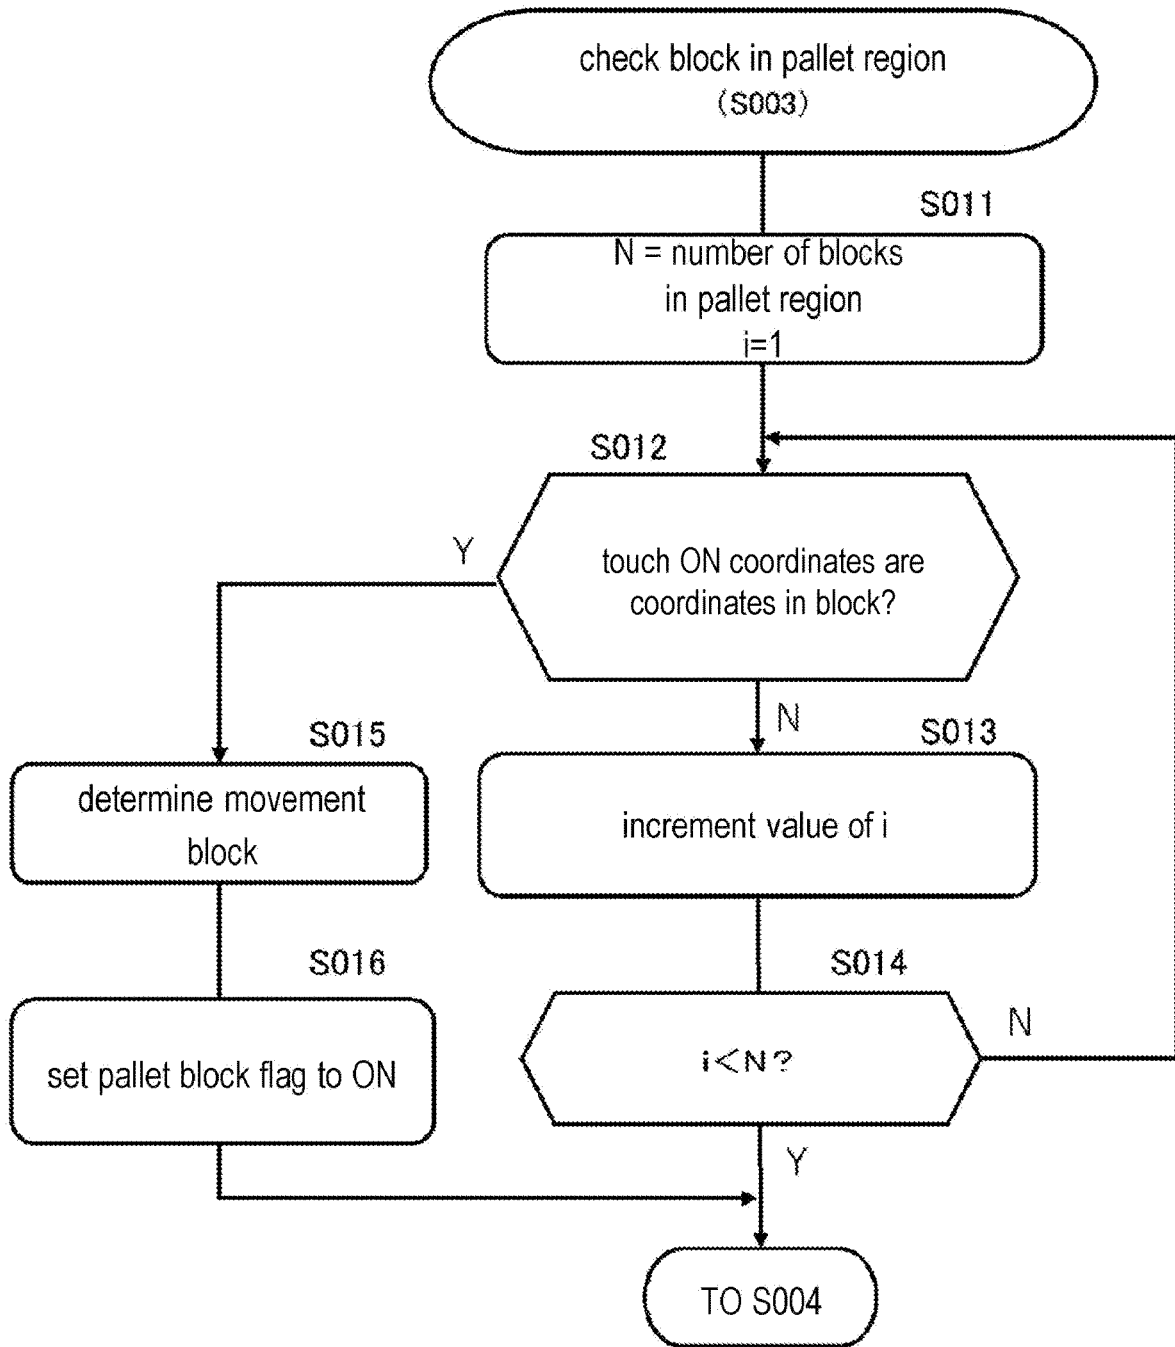 check block in pallet region
(S003)
S011
N = number of blocks
in pallet region
i=1
S012
Y
touch ON coordinates are
coordinates in block?
N
S015
S013
determine movement
block
increment value of i
S016
S014
set pallet block flag to ON
i<N?
N
Y
TO S004